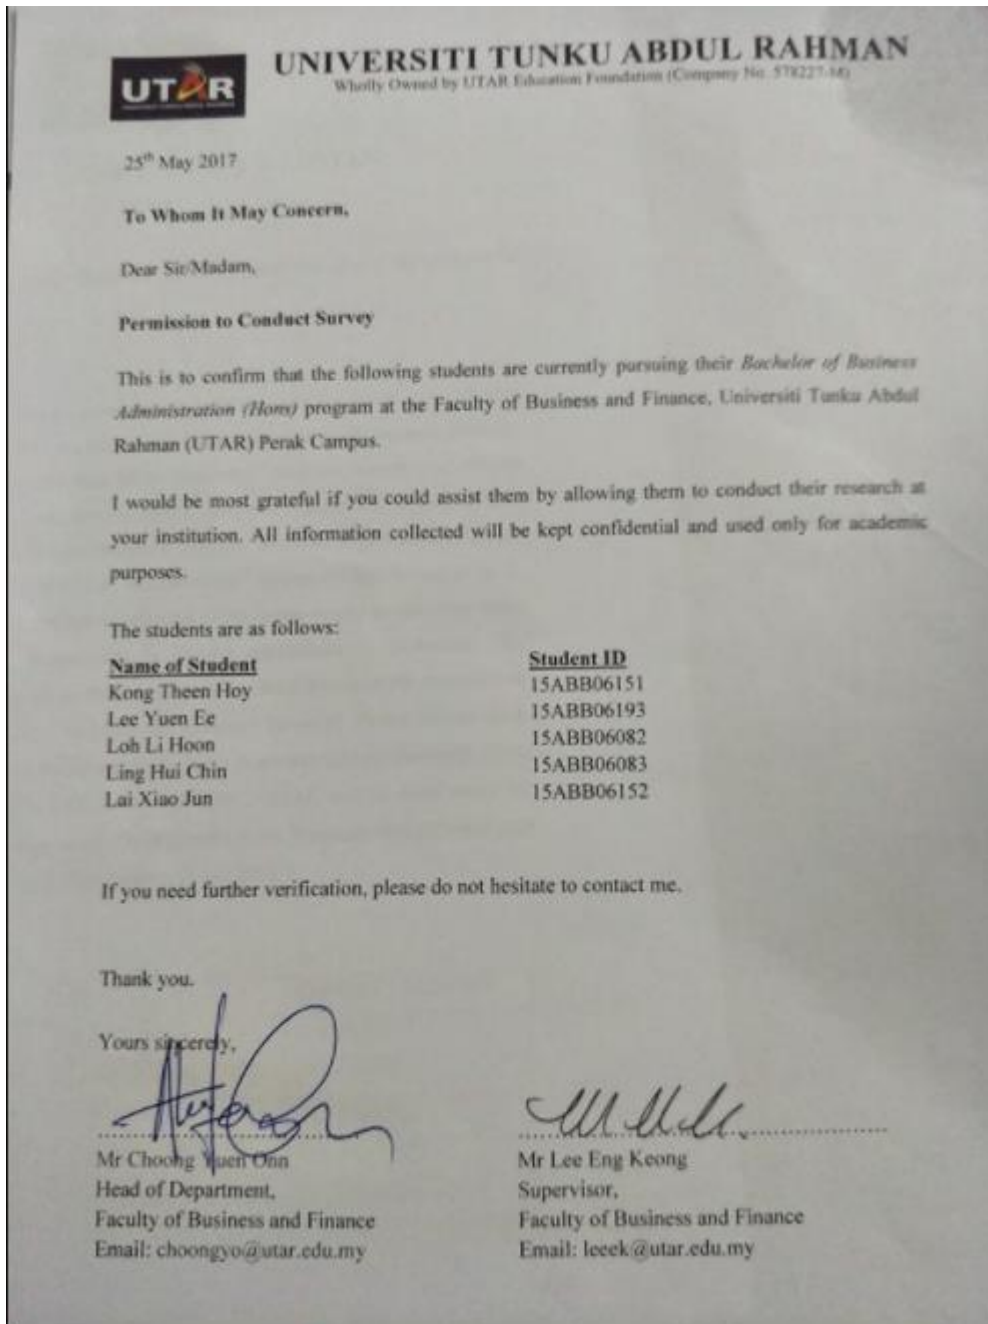 UTAR
UNIVERSITI TUNKU ABDUL RAHMAN
Wholly Owned by UTAR Education Foundation (Company No. 578227-M)
25th May 2017
To Whom It May Concern,
Dear Sir/Madam,
Permission to Conduct Survey
This is to confirm that the following students are currently pursuing their Bachelor of Business
Administration (Hons) program at the Faculty of Business and Finance, Universiti Tunku Abdul
Rahman (UTAR) Perak Campus.
I would be most grateful if you could assist them by allowing them to conduct their research at
your institution. All information collected will be kept confidential and used only for academic
purposes.
The students are as follows:
Name of Student Student ID
Kong Theen Hoy 15ABB06151
Lee Yuen Ee 15ABB06193
Loh Li Hoon 15ABB06082
Ling Hui Chin 15ABB06083
Lai Xiao Jun 15ABB06152
If you need further verification, please do not hesitate to contact me.
Thank you.
Yours sincerely,
Mr Choong Yuen Onn Mr Lee Eng Keong
Head of Department, Supervisor,
Faculty of Business and Finance Faculty of Business and Finance
Email: choongyo@utar.edu.my Email: leeek@utar.edu.my